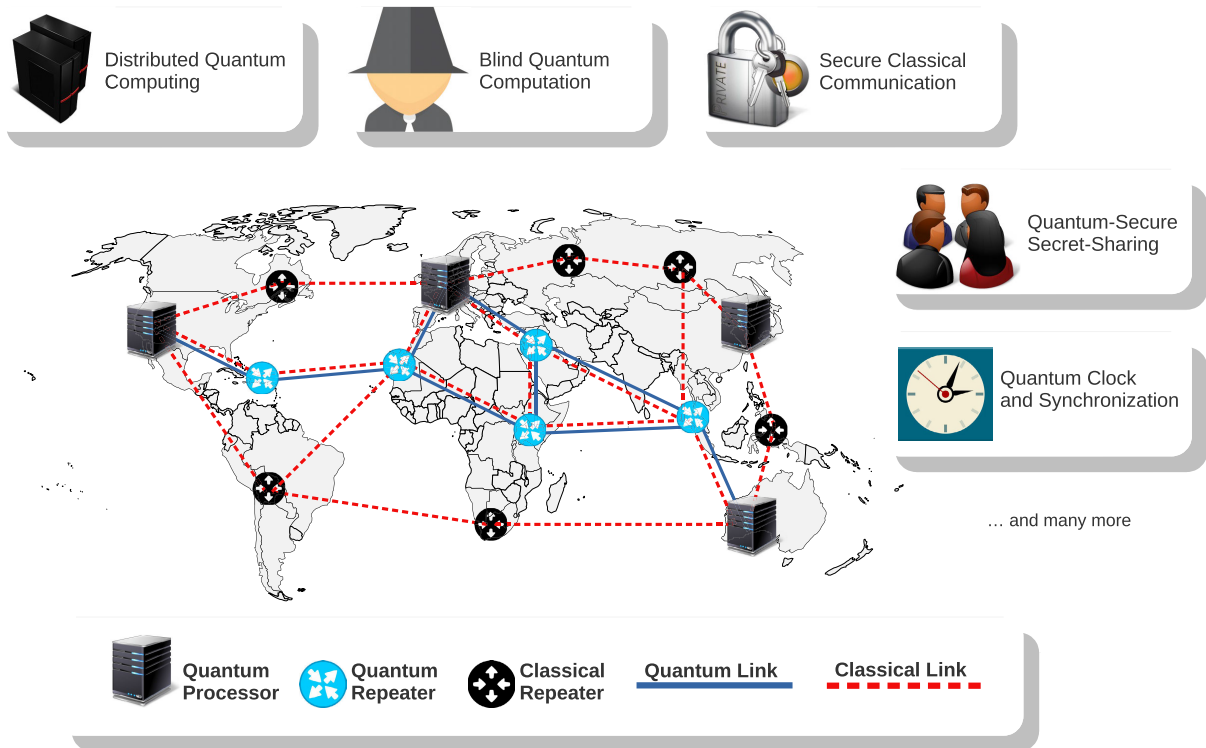 Distributed Quantum
Computing
Blind Quantum
Computation
PRIVATE
Secure Classical
Communication
Quantum-Secure
Secret-Sharing
Quantum Clock
and Synchronization
… and many more
Quantum
Processor
Quantum
Repeater
Classical
Repeater
Quantum Link
Classical Link